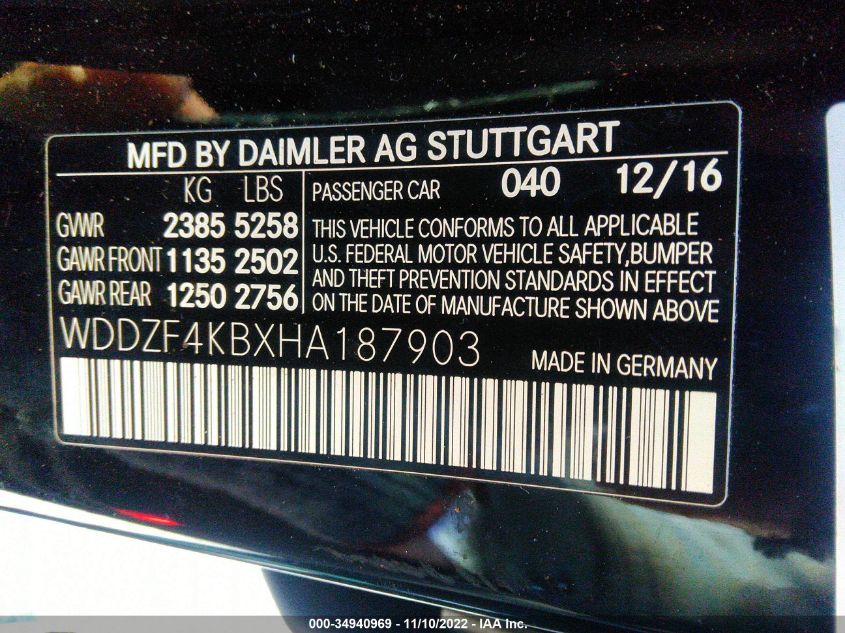 MFD BY DAIMLER AG STUTTGART
KG LBS
GVWR 2385 5258
GAWR FRONT 1135 2502
GAWR REAR 1250 2756
PASSENGER CAR 040 12/16
THIS VEHICLE CONFORMS TO ALL APPLICABLE
U.S. FEDERAL MOTOR VEHICLE SAFETY,BUMPER
AND THEFT PREVENTION STANDARDS IN EFFECT
ON THE DATE OF MANUFACTURE SHOWN ABOVE
WDDZF4KBXHA187903
MADE IN GERMANY
000-34940969 - 11/10/2022 - IAA Inc.